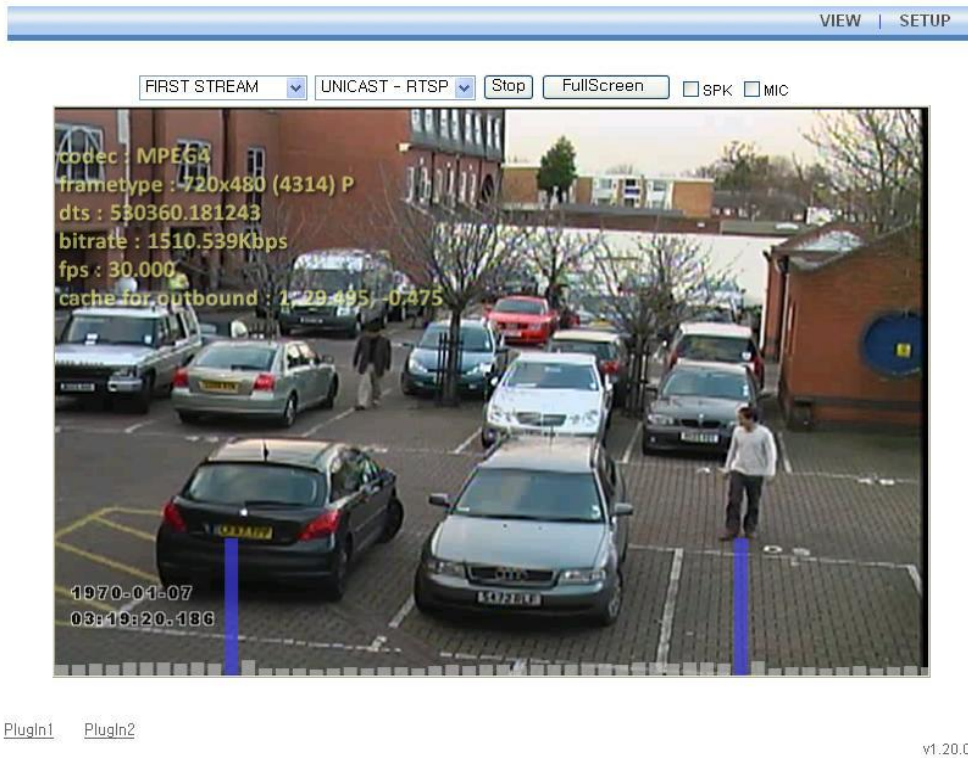 VIEW | SETUP
FIRST STREAM UNICAST - RTSP Stop FullScreen SPK MIC
codec : MPEG4
frametype : 720x480 (4314) P
dts : 530360.181243
bitrate : 1510.539Kbps
fps : 30.000
cache for outbound : 1, 29.495, -0.475
1970-01-07
03:19:20.186
PlugIn1 PlugIn2
v1.20.0